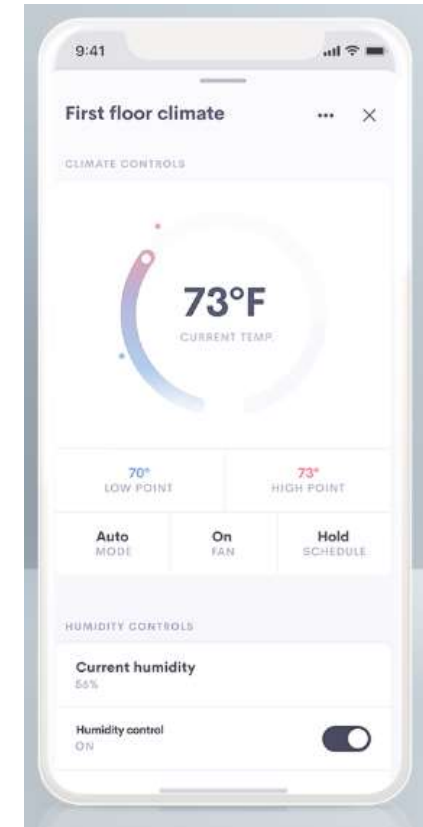 9:41
First floor climate
CLIMATE CONTROLS
73°F
CURRENT TEMP.
70° 73°
LOW POINT HIGH POINT
Auto On Hold
MODE FAN SCHEDULE
HUMIDITY CONTROLS
Current humidity
56%
Humidity control
ON